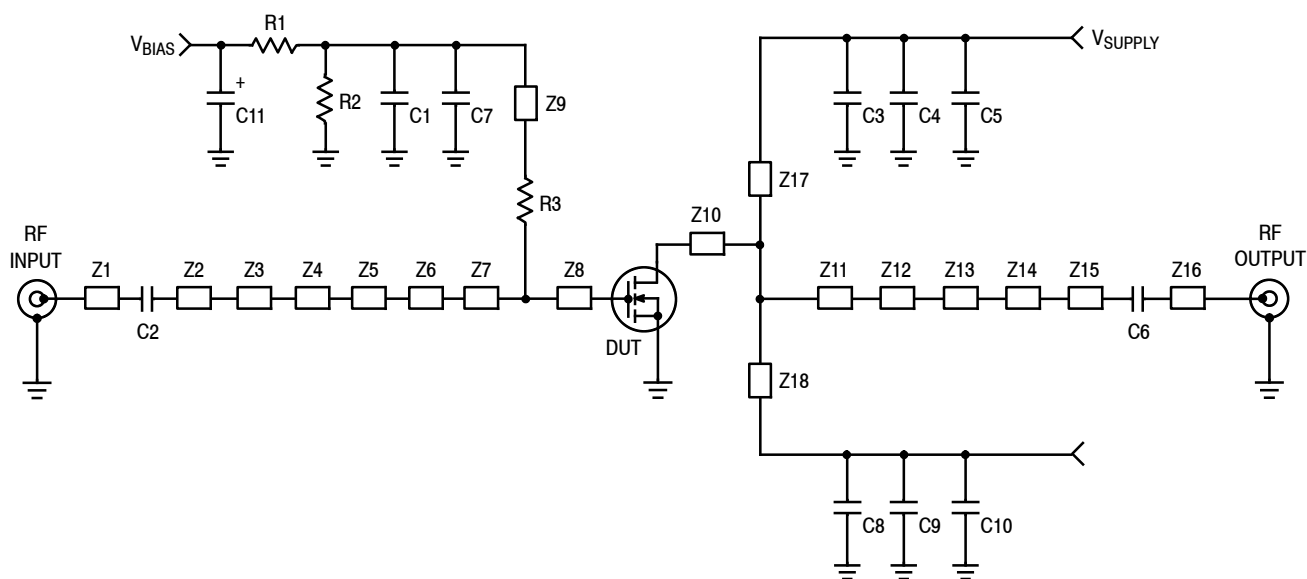 R1
VBIAS
VSUPPLY
+
C11
R2
C1
C7
Z9
C3
C4
C5
Z17
R3
Z10
RF
INPUT
RF
OUTPUT
Z1
Z2
Z3
Z4
Z5
Z6
Z7
Z8
Z11
Z12
Z13
Z14
Z15
Z16
C2
C6
DUT
Z18
C8
C9
C10